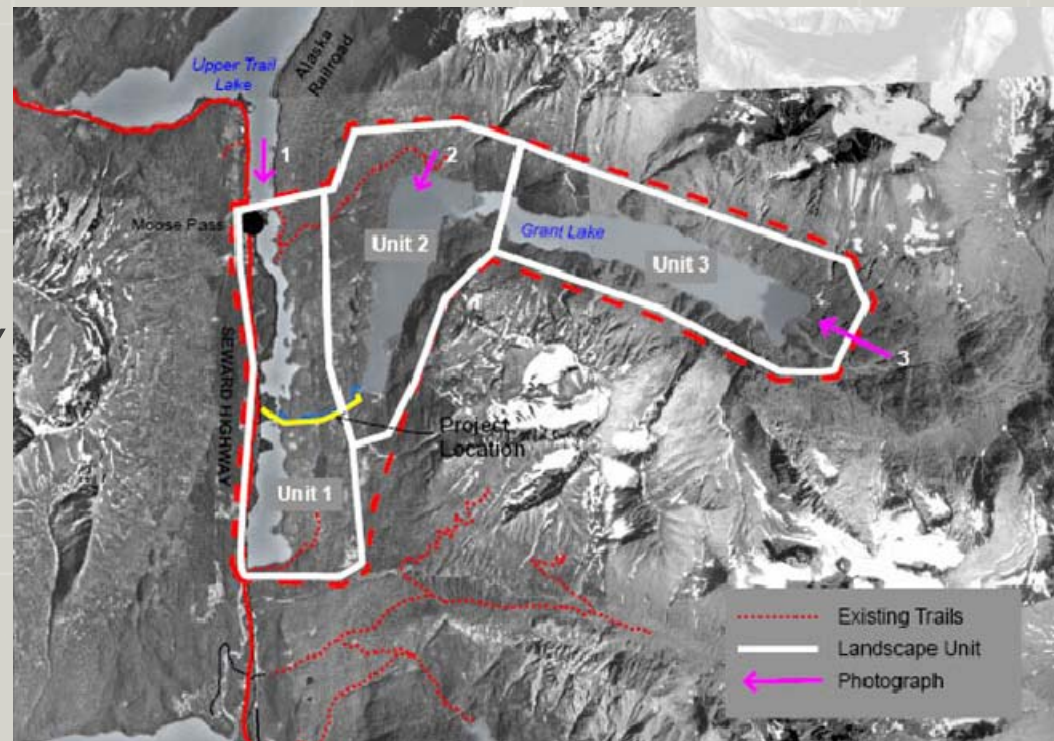 Upper Trail
Lake
Alaska
Railroad
1
2
Moose Pass
Unit 2
Grant Lake
Unit 3
3
SEWARD HIGHWAY
Project
Location
Unit 1
Existing Trails
Landscape Unit
Photograph